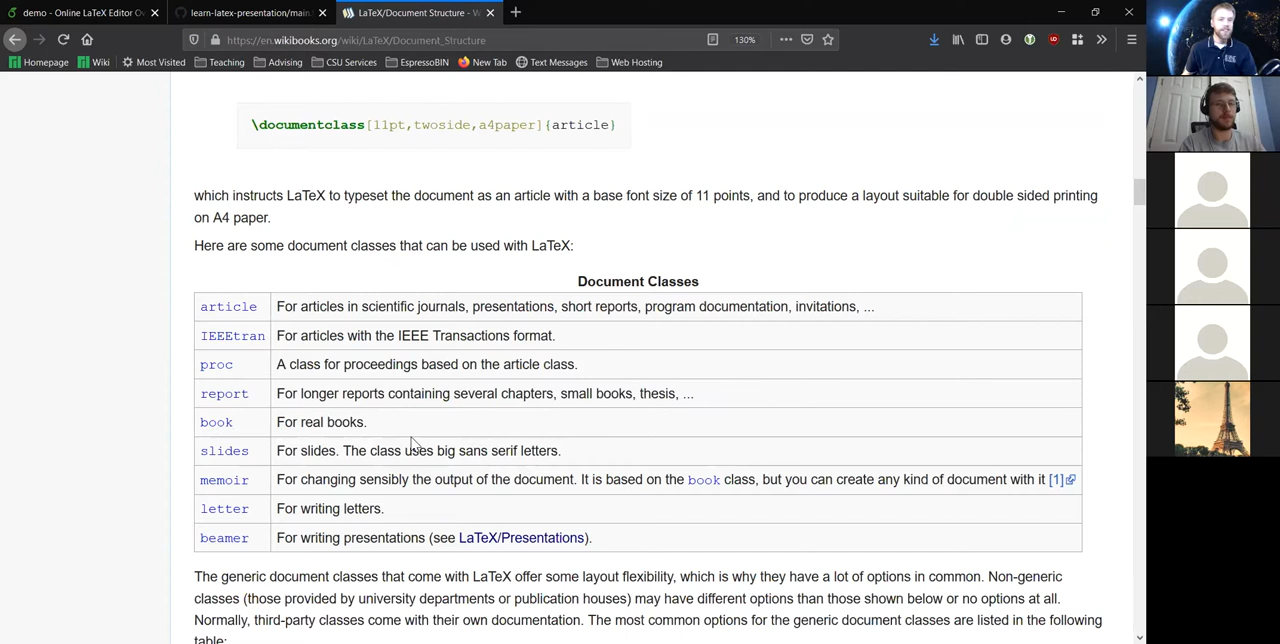 demo - Online LaTeX Editor Ov
learn-latex-presentation/main.
LaTeX/Document Structure - W
https://en.wikibooks.org/wiki/LaTeX/Document_Structure
130%
Homepage
Wiki
Most Visited
Teaching
Advising
CSU Services
EspressoBIN
New Tab
Text Messages
Web Hosting
\documentclass[11pt,twoside,a4paper]{article}
which instructs LaTeX to typeset the document as an article with a base font size of 11 points, and to produce a layout suitable for double sided printing
on A4 paper.
Here are some document classes that can be used with LaTeX:
Document Classes
article For articles in scientific journals, presentations, short reports, program documentation, invitations, ...
IEEEtran For articles with the IEEE Transactions format.
proc A class for proceedings based on the article class.
report For longer reports containing several chapters, small books, thesis, ...
book For real books.
slides For slides. The class uses big sans serif letters.
memoir For changing sensibly the output of the document. It is based on the book class, but you can create any kind of document with it [1]
letter For writing letters.
beamer For writing presentations (see LaTeX/Presentations).
The generic document classes that come with LaTeX offer some layout flexibility, which is why they have a lot of options in common. Non-generic
classes (those provided by university departments or publication houses) may have different options than those shown below or no options at all.
Normally, third-party classes come with their own documentation. The most common options for the generic document classes are listed in the following
table: